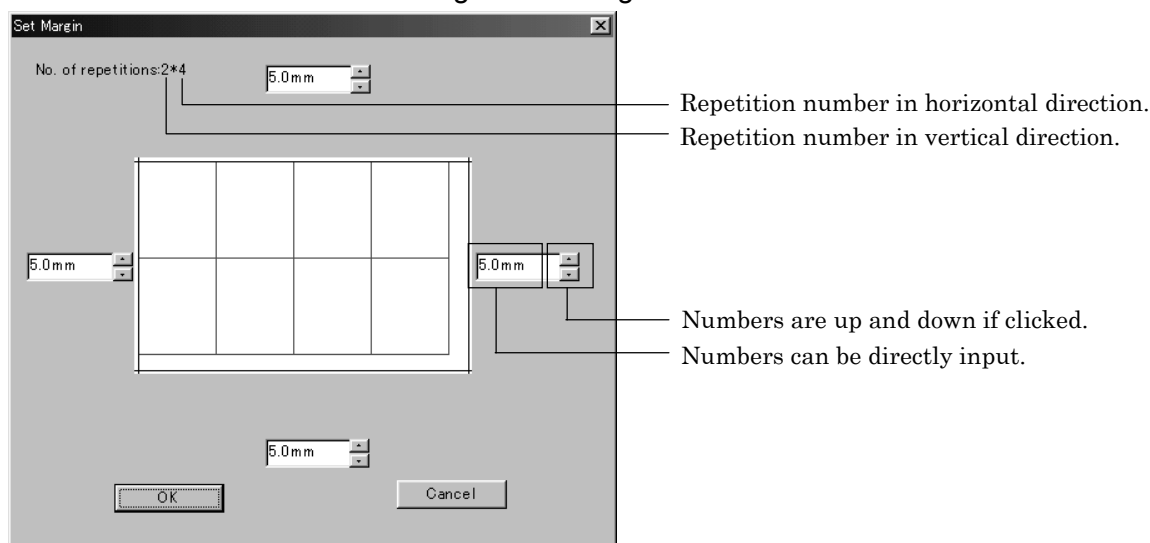 Set Margin
No. of repetitions:2*4
5.0mm
Repetition number in horizontal direction.
Repetition number in vertical direction.
5.0mm
5.0mm
Numbers are up and down if clicked.
Numbers can be directly input.
5.0mm
OK
Cancel